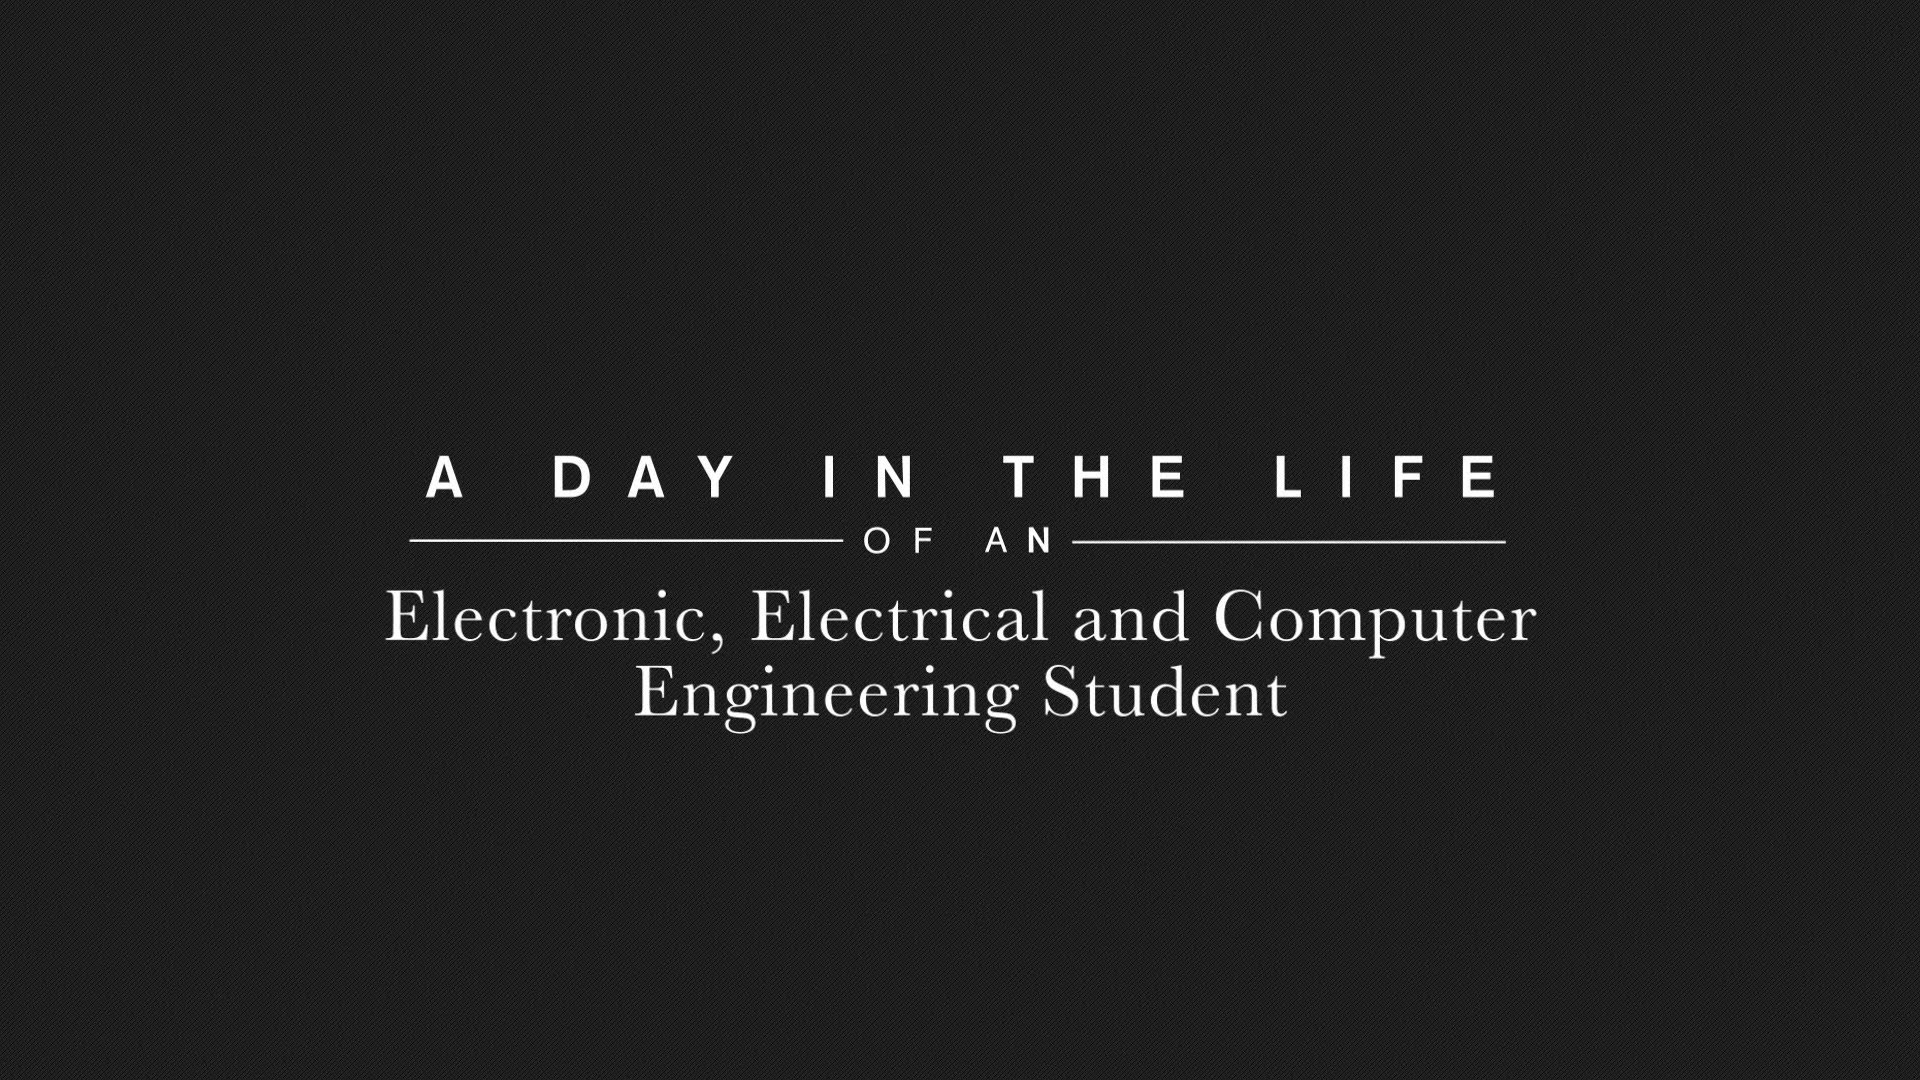 A DAY IN THE LIFE
OF AN
Electronic, Electrical and Computer
Engineering Student